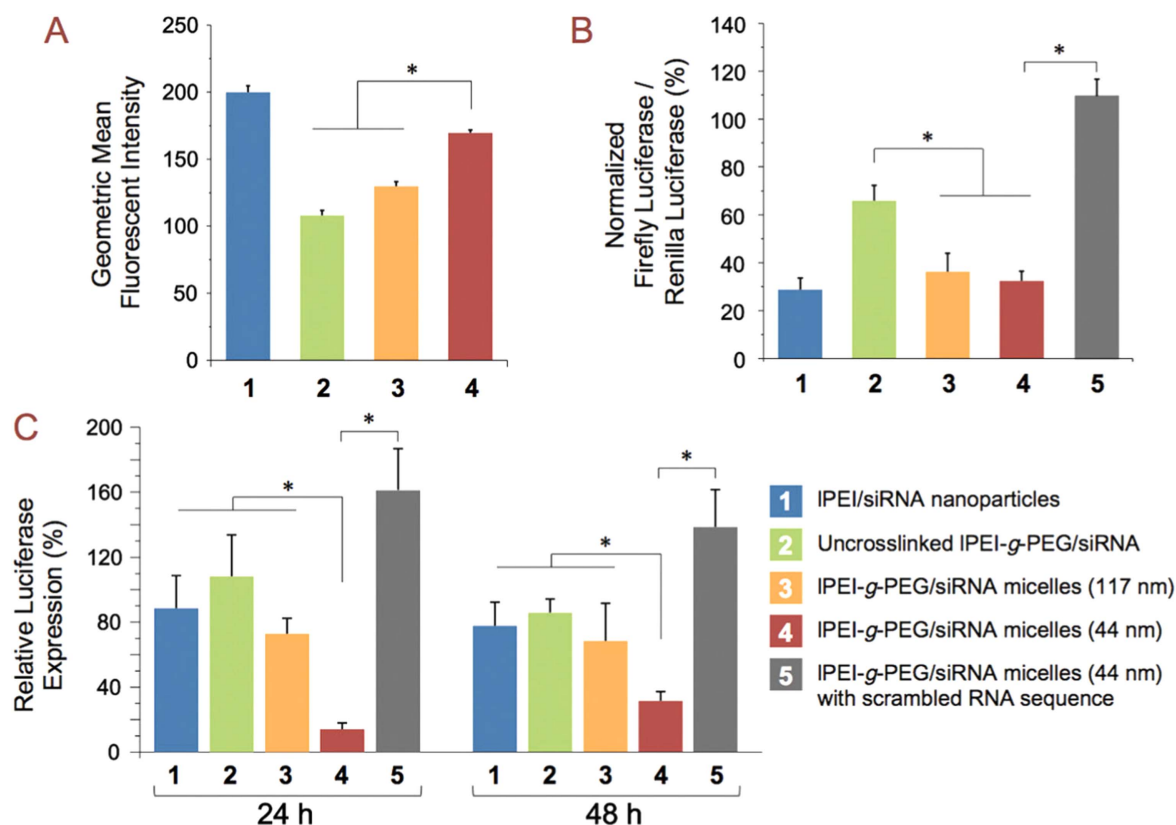 A
Geometric Mean
Fluorescent Intensity
250
200
150
100
50
0
*
1 2 3 4
B
Normalized
Firefly Luciferase /
Renilla Luciferase (%)
140
120
100
80
60
40
20
0
*
*
1 2 3 4 5
C
Relative Luciferase
Expression (%)
200
160
120
80
40
0
*
*
*
*
1 2 3 4 5 1 2 3 4 5
24 h 48 h
1 lPEI/siRNA nanoparticles
2 Uncrosslinked lPEI-g-PEG/siRNA
3 lPEI-g-PEG/siRNA micelles (117 nm)
4 lPEI-g-PEG/siRNA micelles (44 nm)
5 lPEI-g-PEG/siRNA micelles (44 nm)
with scrambled RNA sequence